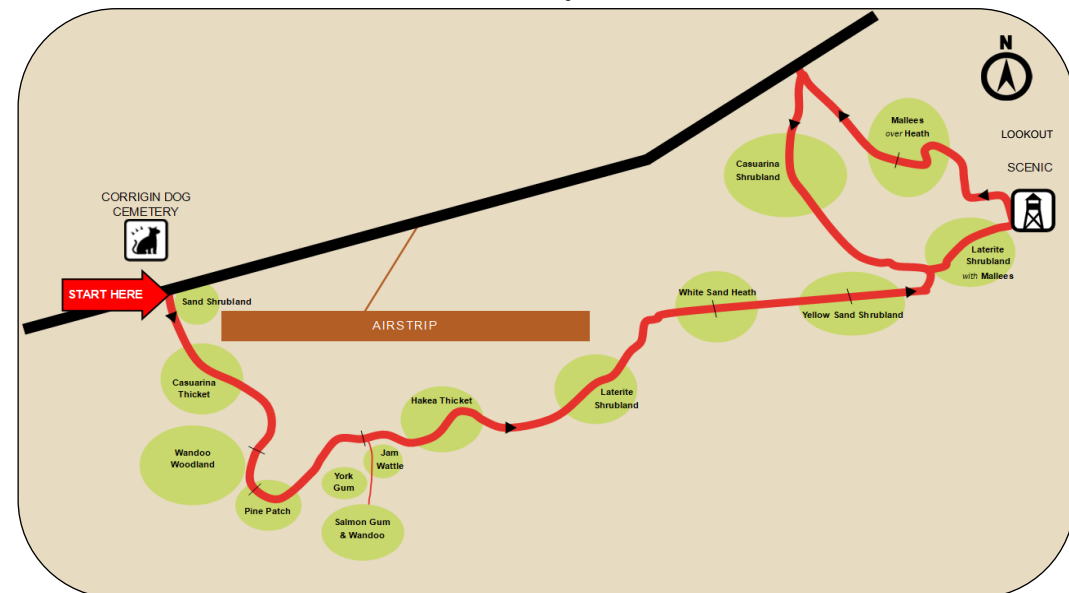 N
LOOKOUT
SCENIC
Mallees
over Heath
Casuarina
Shrubland
CORRIGIN DOG
CEMETERY
Laterite
Shrubland
with Mallees
START HERE
Sand Shrubland
White Sand Heath
Yellow Sand Shrubland
AIRSTRIP
Casuarina
Thicket
Hakea Thicket
Laterite
Shrubland
Wandoo
Woodland
Jam
Wattle
York
Gum
Pine Patch
Salmon Gum
& Wandoo